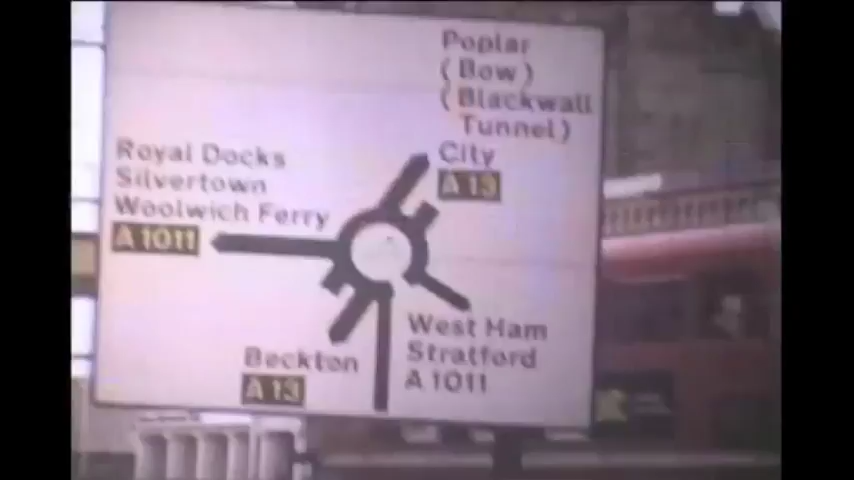 Poplar
(Bow)
(Blackwall
Tunnel)
City
A 13
Royal Docks
Silvertown
Woolwich Ferry
A 1011
West Ham
Stratford
A 1011
Beckton
A 13